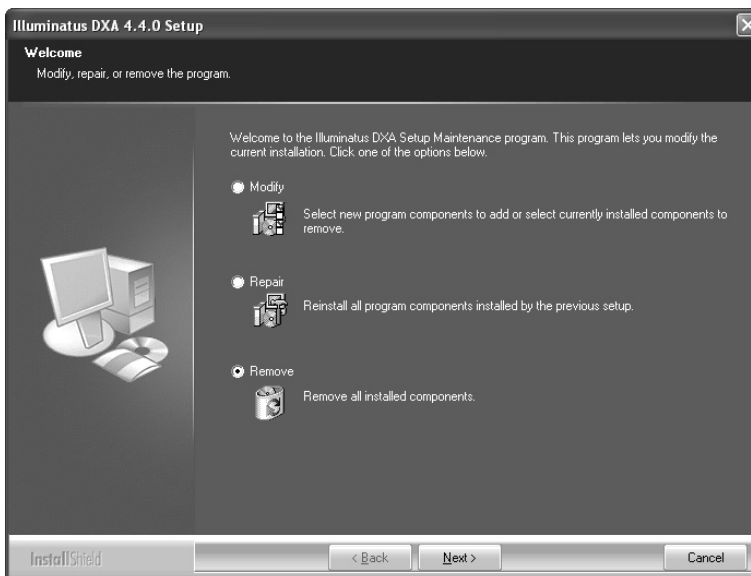 Illuminatus DXA 4.4.0 Setup
Welcome
Modify, repair, or remove the program.
Welcome to the Illuminatus DXA Setup Maintenance program. This program lets you modify the
current installation. Click one of the options below.
Modify
Select new program components to add or select currently installed components to
remove.
Repair
Reinstall all program components installed by the previous setup.
Remove
Remove all installed components.
InstallShield
< Back
Next >
Cancel